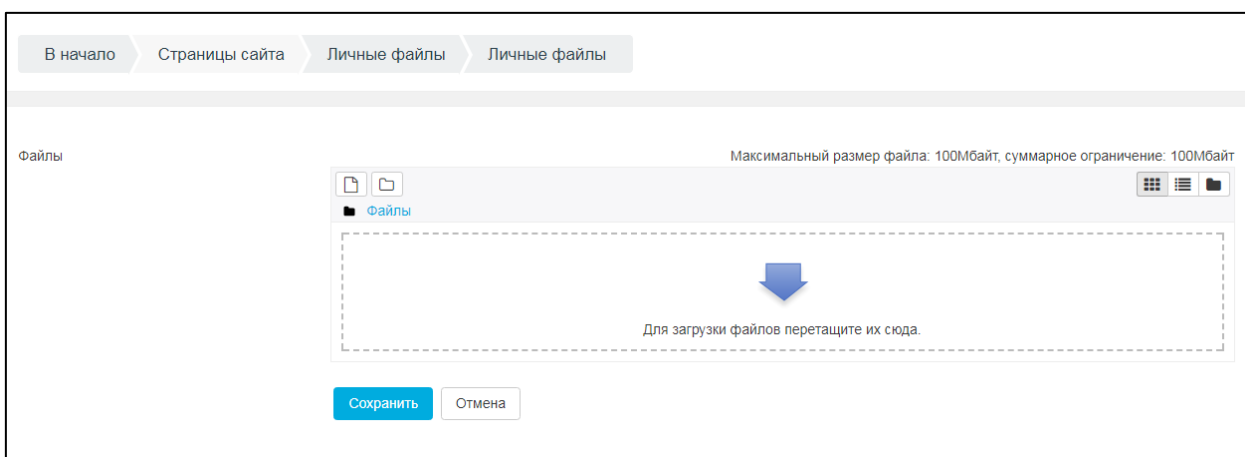 В начало Страницы сайта Личные файлы Личные файлы
Файлы Максимальный размер файла: 100Мбайт, суммарное ограничение: 100Мбайт
Файлы
Для загрузки файлов перетащите их сюда.
Сохранить Отмена